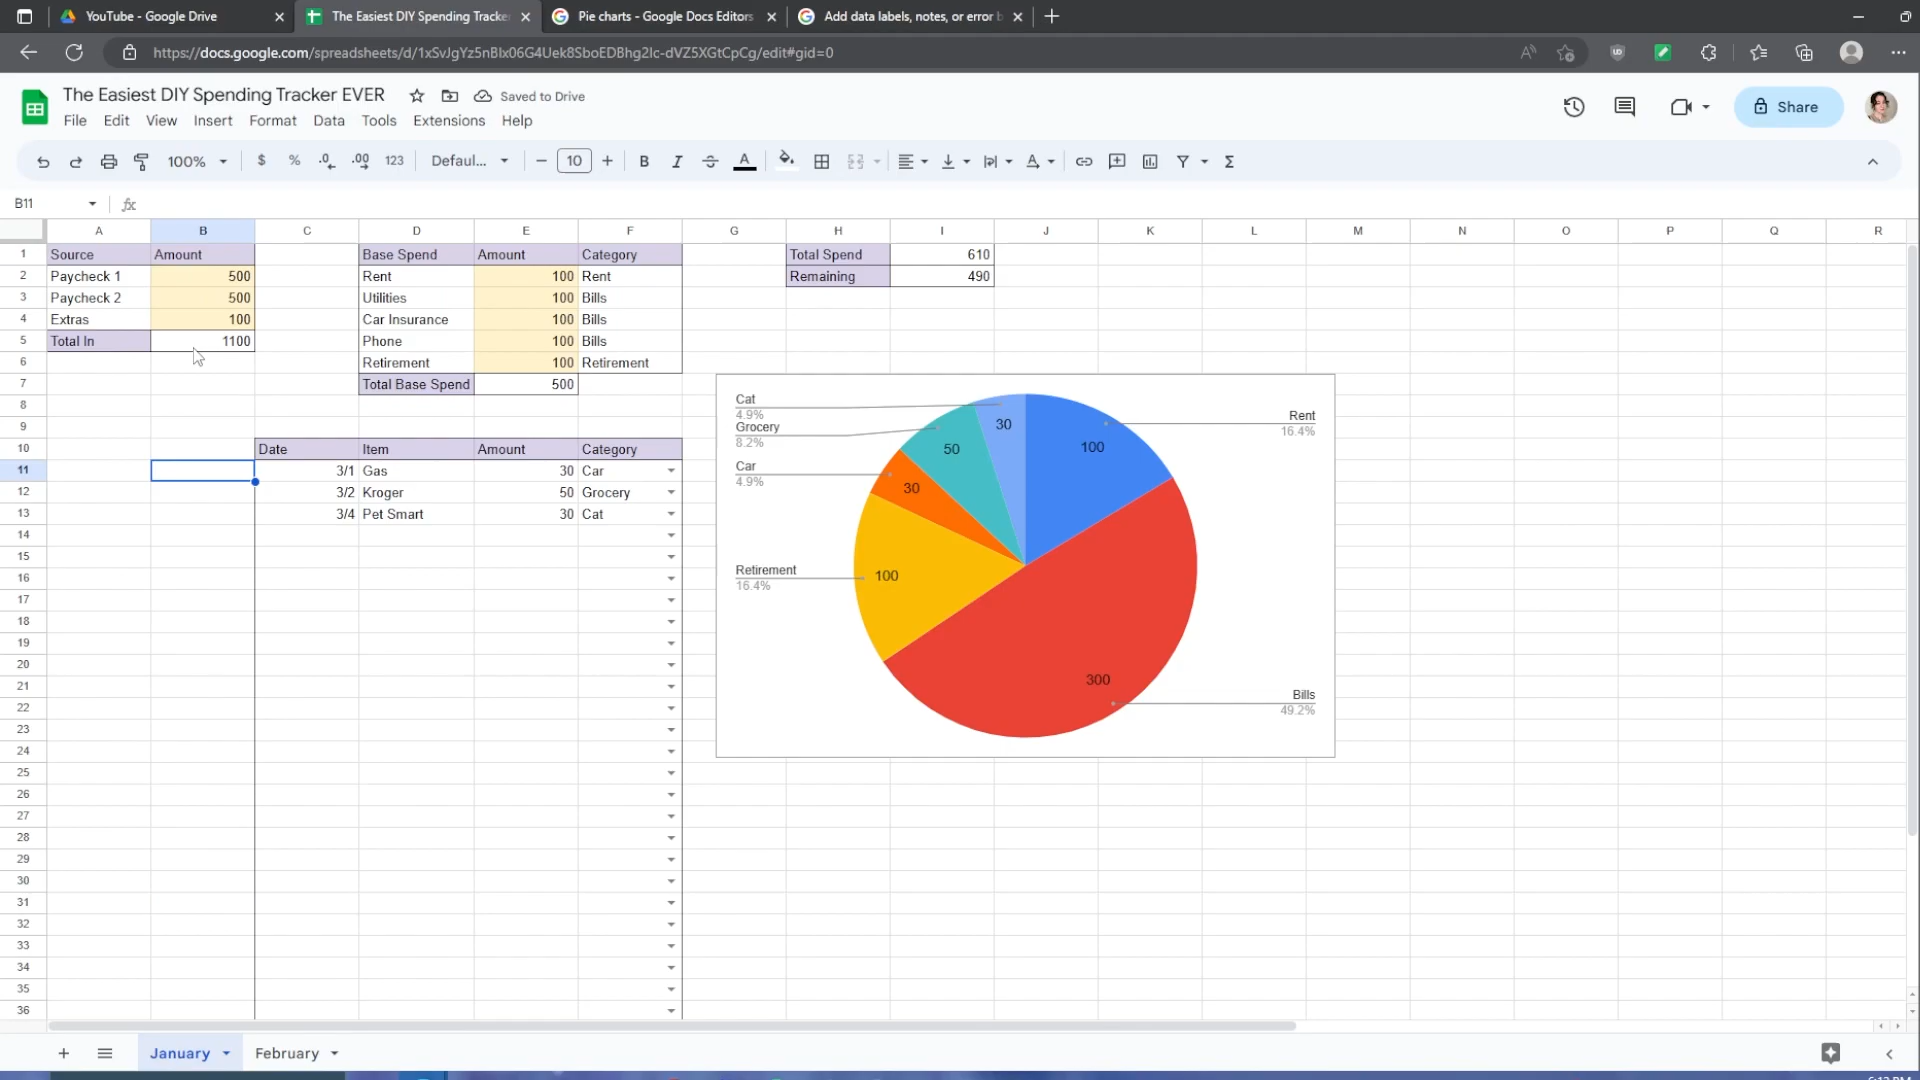 YouTube - Google Drive
The Easiest DIY Spending Tracke
Pie charts - Google Docs Editors
Add data labels, notes, or error b
https://docs.google.com/spreadsheets/d/1xSvJgYz5nBIx06G4Uek8SboEDBhg2Ic-dVZ5XGtCpCg/edit#gid=0
The Easiest DIY Spending Tracker EVER
Saved to Drive
File Edit View Insert Format Data Tools Extensions Help
Share
100% $ % .0 .00 123 Defaul... 10 B I A
B11 fx
A B C D E F G H I J K L M N O P Q R
1 Source Amount Base Spend Amount Category Total Spend 610
2 Paycheck 1 500 Rent 100 Rent Remaining 490
3 Paycheck 2 500 Utilities 100 Bills
4 Extras 100 Car Insurance 100 Bills
5 Total In 1100 Phone 100 Bills
6 Retirement 100 Retirement
7 Total Base Spend 500
8
9
10 Date Item Amount Category
11 3/1 Gas 30 Car
12 3/2 Kroger 50 Grocery
13 3/4 Pet Smart 30 Cat
14
15
16
17
18
19
20
21
22
23
24
25
26
27
28
29
30
31
32
33
34
35
36
Cat
4.9%
Grocery
8.2%
Car
4.9%
Retirement
16.4%
Rent
16.4%
Bills
49.2%
30
100
50
30
100
300
January
February